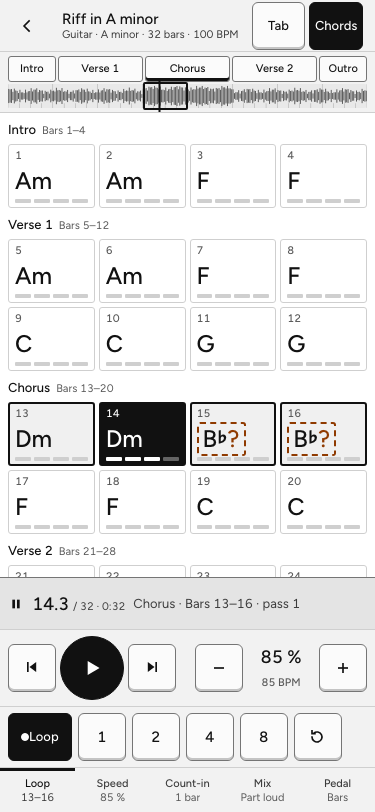 Riff in A minor
Guitar · A minor · 32 bars · 100 BPM
Tab
Chords
Intro
Verse 1
Chorus
Verse 2
Outro
Intro Bars 1–4
1 2 3 4
Am Am F F
Verse 1 Bars 5–12
5 6 7 8
Am Am F F
9 10 11 12
C C G G
Chorus Bars 13–20
13 14 15 16
Dm Dm B♭? B♭?
17 18 19 20
F F C C
Verse 2 Bars 21–28
21 22 23 24
14.3 / 32 · 0:32 Chorus · Bars 13–16 · pass 1
85 %
85 BPM
Loop 1 2 4 8
Loop Speed Count-in Mix Pedal
13–16 85 % 1 bar Part loud Bars